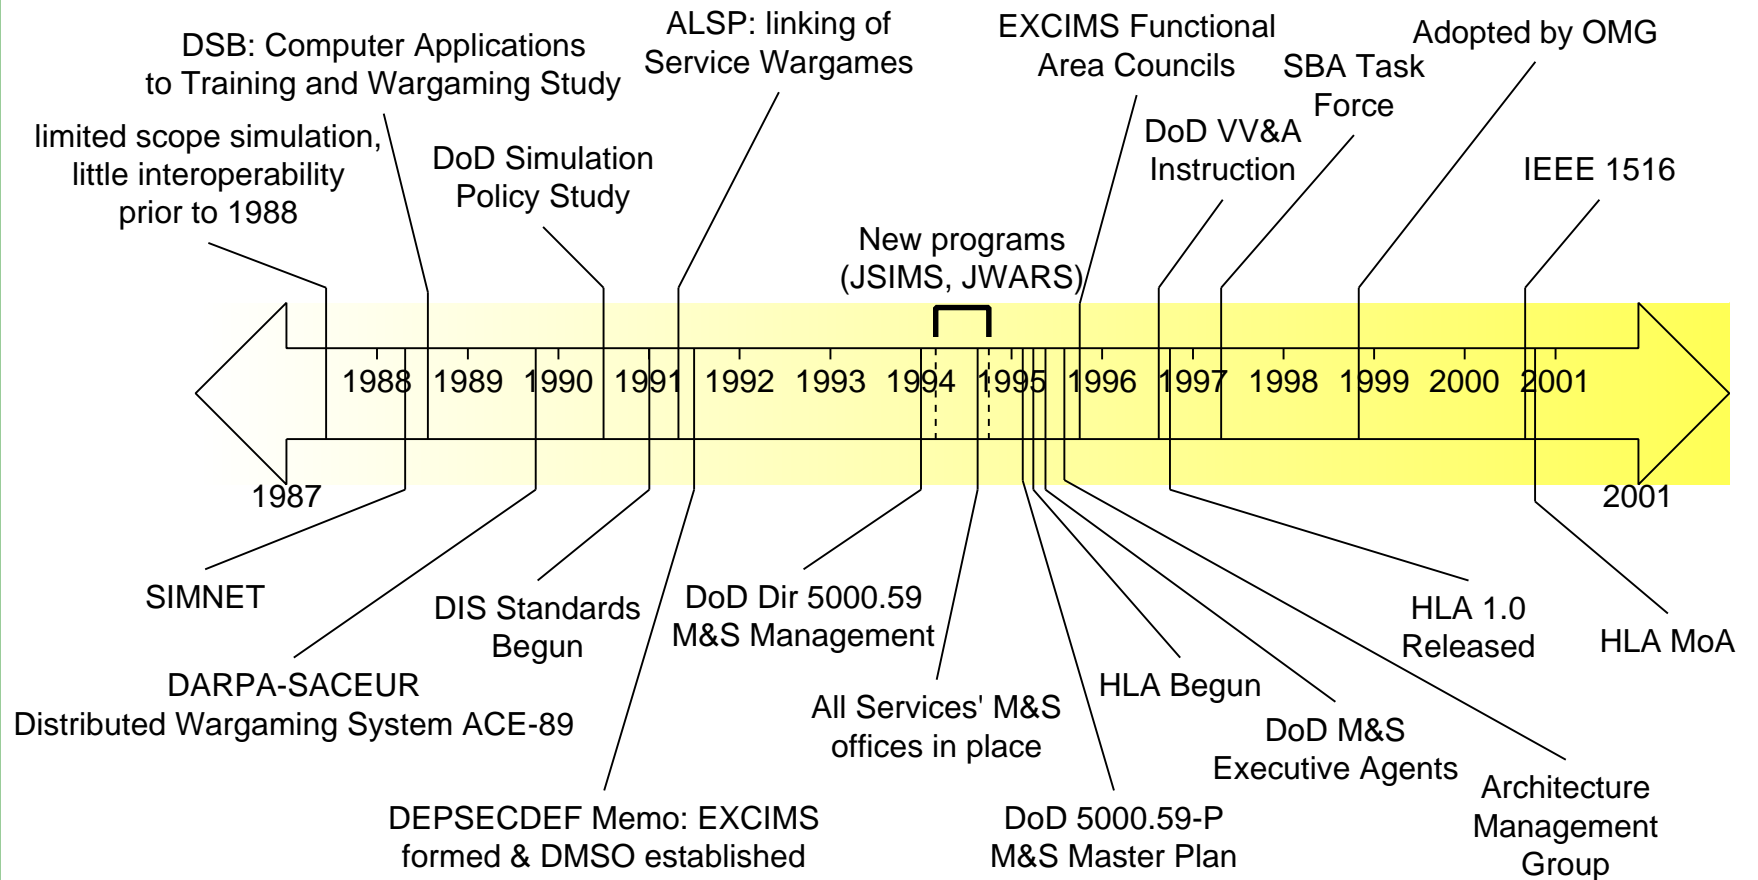 DSB: Computer Applications
to Training and Wargaming Study
ALSP: linking of
Service Wargames
EXCIMS Functional
Area Councils
Adopted by OMG
SBA Task
Force
limited scope simulation,
little interoperability
prior to 1988
DoD Simulation
Policy Study
DoD VV&A
Instruction
IEEE 1516
New programs
(JSIMS, JWARS)
1988 1989 1990 1991 1992 1993 1994 1995 1996 1997 1998 1999 2000 2001
1987
2001
SIMNET
DARPA-SACEUR
Distributed Wargaming System ACE-89
DIS Standards
Begun
DEPSECDEF Memo: EXCIMS
formed & DMSO established
DoD Dir 5000.59
M&S Management
All Services' M&S
offices in place
DoD 5000.59-P
M&S Master Plan
HLA Begun
DoD M&S
Executive Agents
Architecture
Management
Group
HLA 1.0
Released
HLA MoA